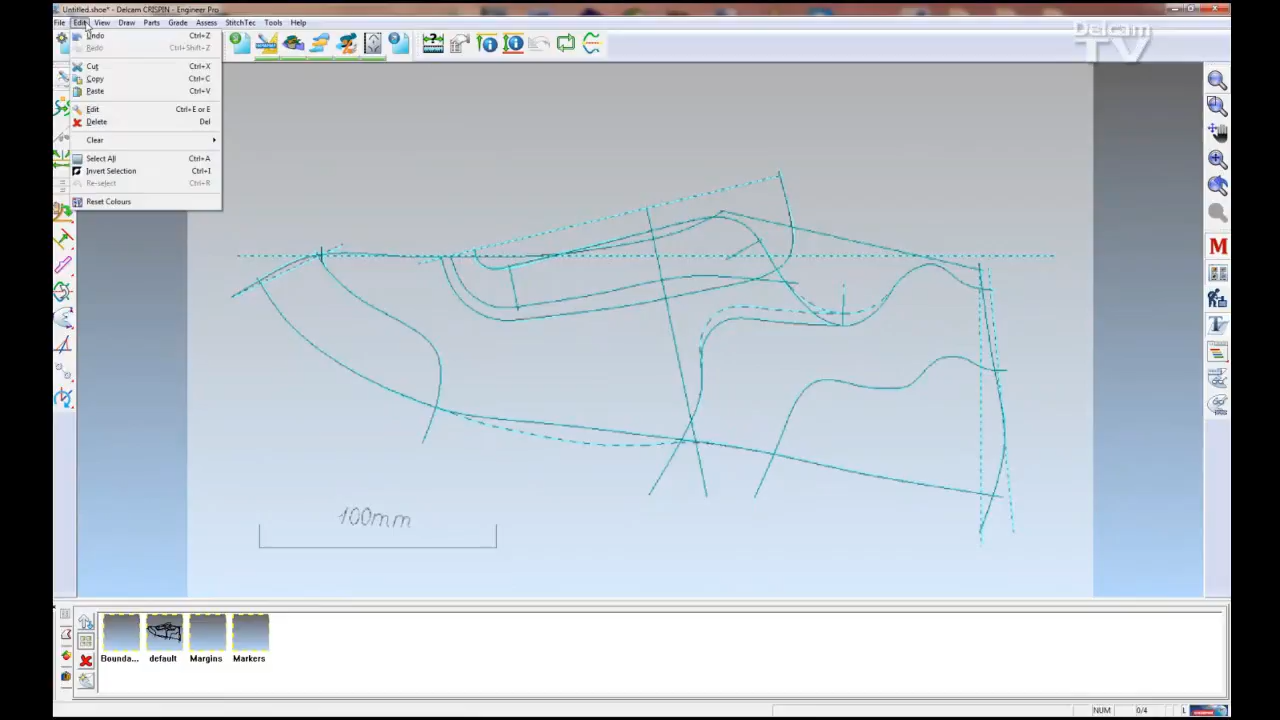 Untitled.shoe* - Delcam CRISPIN - Engineer Pro
File Edit View Draw Parts Grade Assess StitchTec Tools Help
Undo Ctrl+Z
Redo Ctrl+Shift+Z
Cut Ctrl+X
Copy Ctrl+C
Paste Ctrl+V
Edit Ctrl+E or E
Delete Del
Clear
Select All Ctrl+A
Invert Selection Ctrl+I
Re-select Ctrl+R
Reset Colours
Delcam
TV
M
T
100mm
Bounda... default Margins Markers
NUM 0/4 L